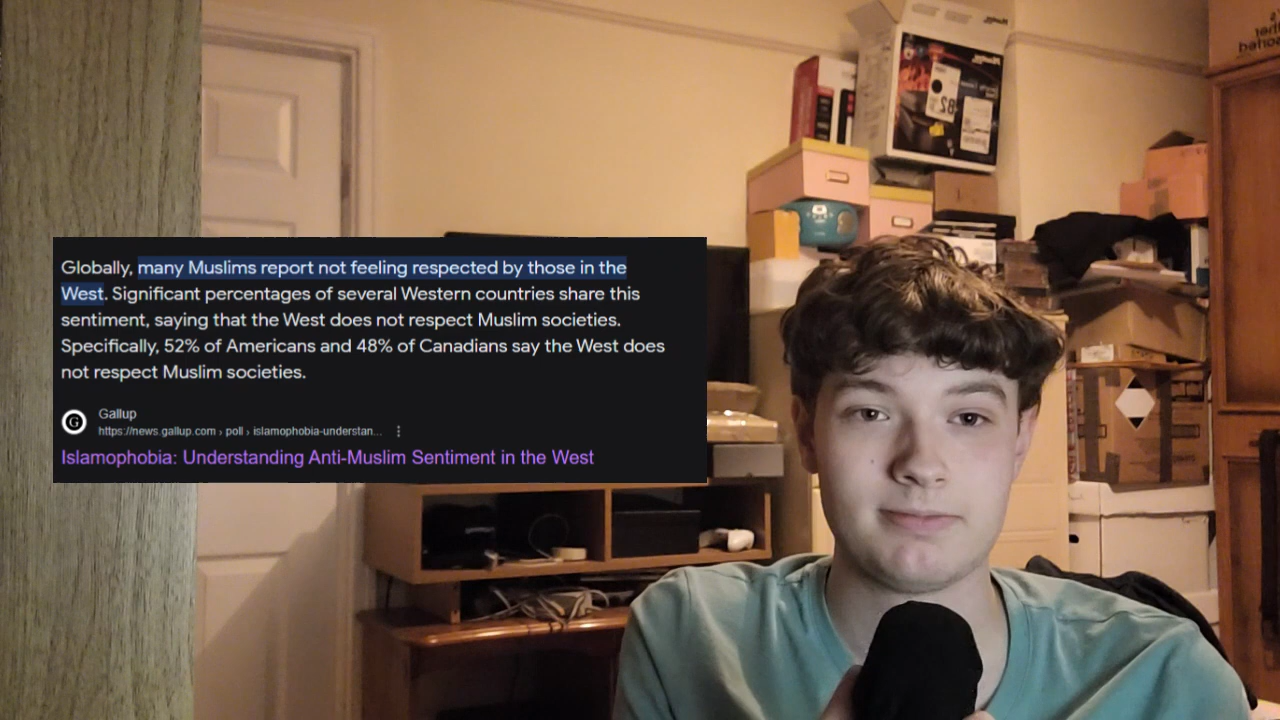 Globally, many Muslims report not feeling respected by those in the
West. Significant percentages of several Western countries share this
sentiment, saying that the West does not respect Muslim societies.
Specifically, 52% of Americans and 48% of Canadians say the West does
not respect Muslim societies.
G
Gallup
https://news.gallup.com › poll › islamophobia-understan...
Islamophobia: Understanding Anti-Muslim Sentiment in the West